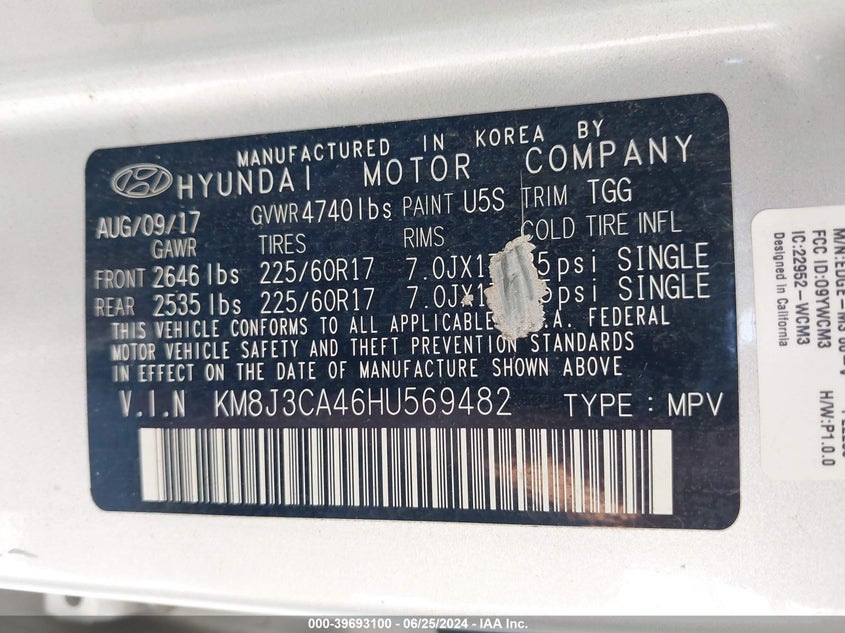 MANUFACTURED IN KOREA BY
HYUNDAI MOTOR COMPANY
AUG/09/17 GVWR 4740lbs PAINT U5S TRIM TGG
GAWR TIRES RIMS COLD TIRE INFL
FRONT 2646 lbs 225/60R17 5psi SINGLE
REAR 2535 lbs 225/60R17 SINGLE
THIS VEHICLE CONFORMS TO ALL APPLICABLE FEDERAL
MOTOR VEHICLE SAFETY AND THEFT PREVENTION STANDARDS
IN EFFECT ON THE DATE OF MANUFACTURE SHOWN ABOVE
V.I.N KM8J3CA46HU569482 TYPE : MPV
FCC ID:O9YWCM3
IC:22952-WCM3
Designed in California
H/W:P1.0.0
000-39693100 - 06/25/2024 - IAA Inc.